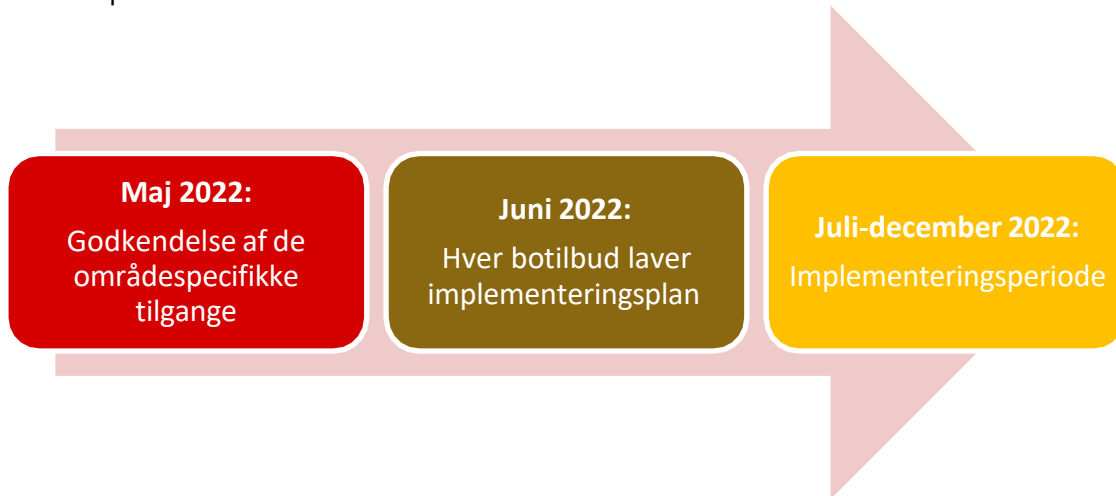 Maj 2022:
Godkendelse af de
områdespecifikke
tilgange
Juni 2022:
Hver botilbud laver
implementeringsplan
Juli-december 2022:
Implementeringsperiode